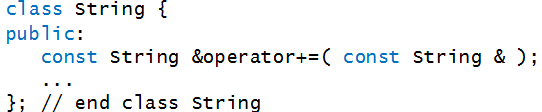 class String {
public:
   const String &operator+=( const String & );
   ...
}; // end class String